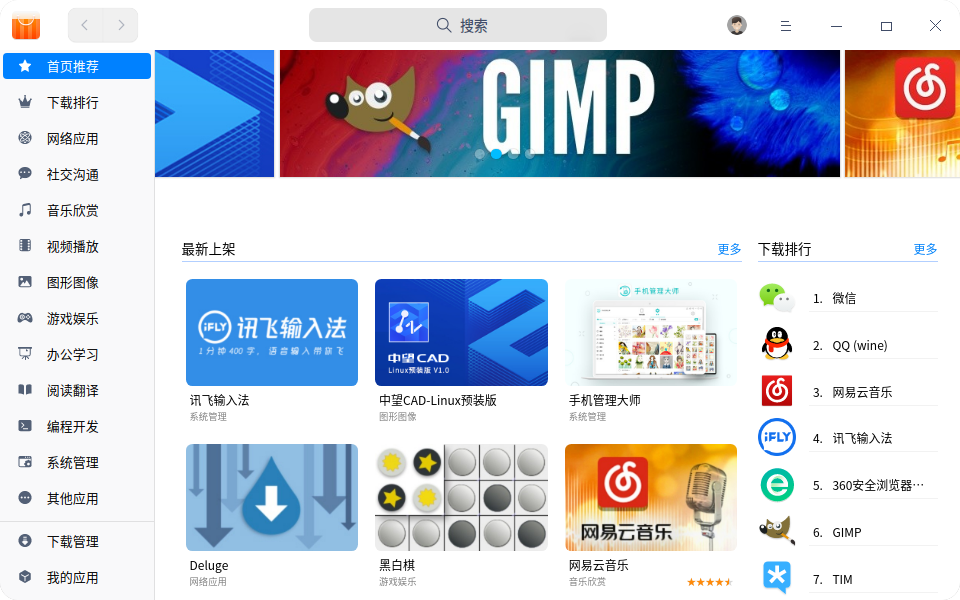 搜索
首页推荐
下载排行
网络应用
社交沟通
音乐欣赏
视频播放
图形图像
游戏娱乐
办公学习
阅读翻译
编程开发
系统管理
其他应用
下载管理
我的应用
GIMP
最新上架
更多
iFLY 讯飞输入法
1分钟400字，语音输入带你飞
讯飞输入法
系统管理
中望CAD
Linux预装版 V1.0
中望CAD-Linux预装版
图形图像
手机管理大师
手机管理大师
系统管理
Deluge
网络应用
黑白棋
游戏娱乐
网易云音乐
网易云音乐
音乐欣赏
下载排行
更多
1. 微信
2. QQ (wine)
3. 网易云音乐
iFLY
4. 讯飞输入法
5. 360安全浏览器…
6. GIMP
7. TIM